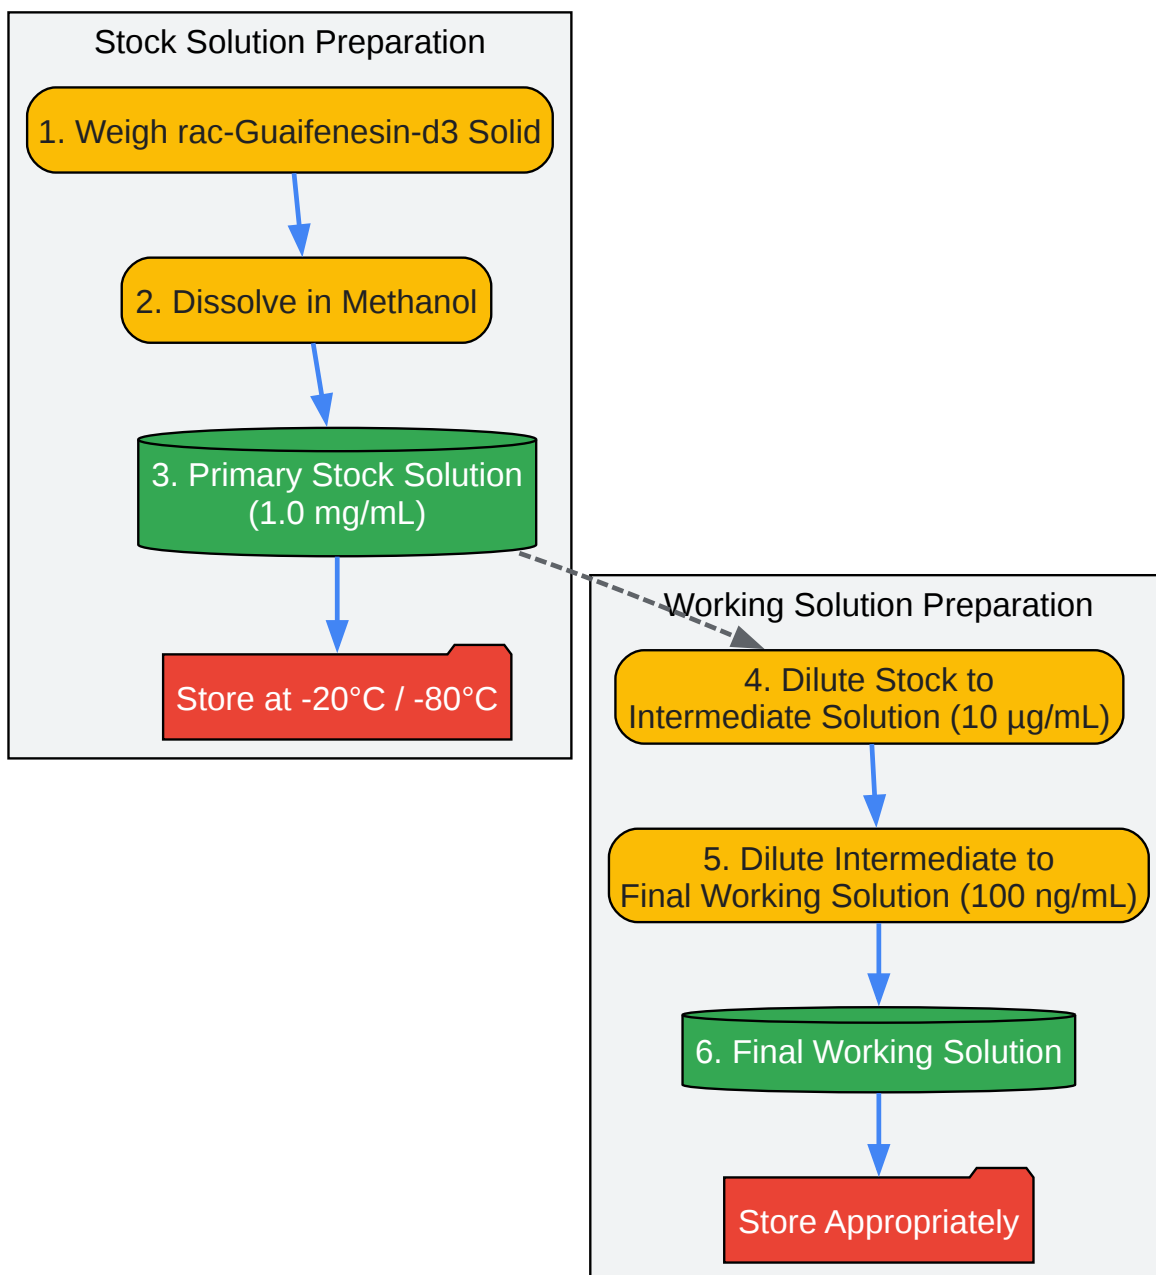 Stock Solution Preparation
1. Weigh rac-Guaifenesin-d3 Solid
2. Dissolve in Methanol
3. Primary Stock Solution
(1.0 mg/mL)
Store at -20°C / -80°C
Working Solution Preparation
4. Dilute Stock to
Intermediate Solution (10 µg/mL)
5. Dilute Intermediate to
Final Working Solution (100 ng/mL)
6. Final Working Solution
Store Appropriately